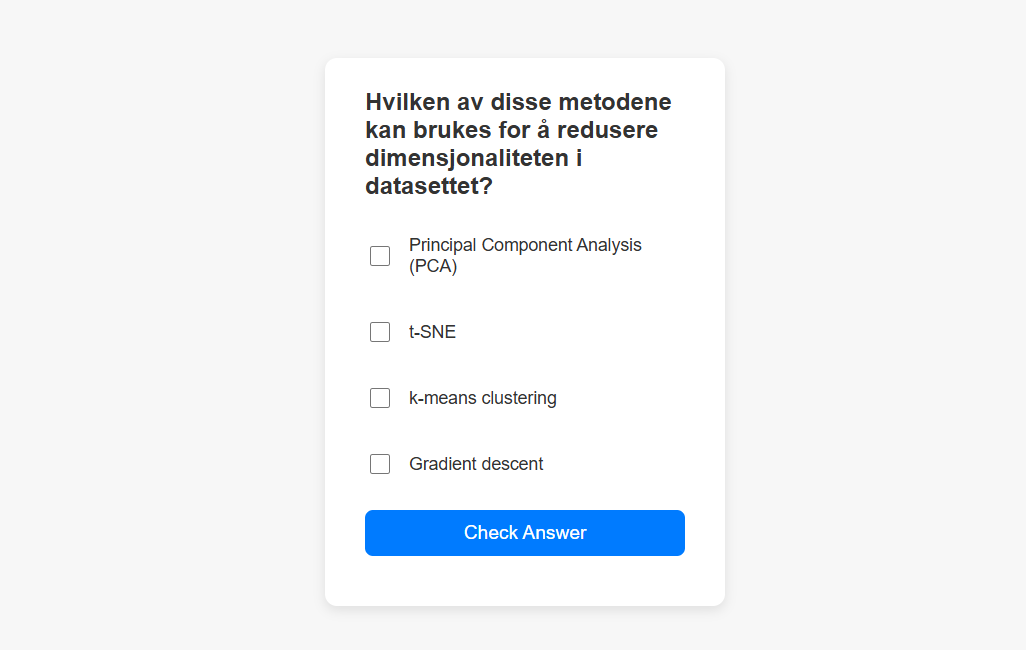 Hvilken av disse metodene
kan brukes for å redusere
dimensjonaliteten i
datasettet?
Principal Component Analysis
(PCA)
t-SNE
k-means clustering
Gradient descent
Check Answer